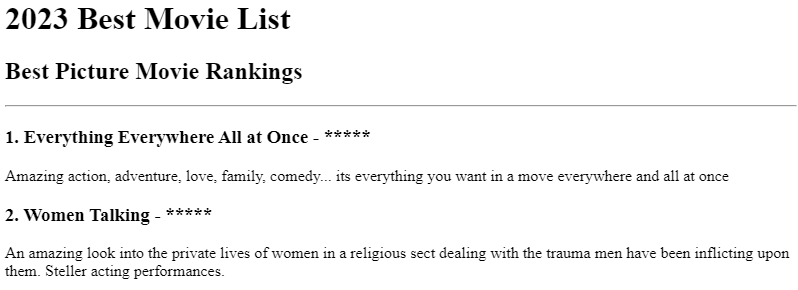 2023 Best Movie List
Best Picture Movie Rankings
1. Everything Everywhere All at Once - *****
Amazing action, adventure, love, family, comedy... its everything you want in a move everywhere and all at once
2. Women Talking - *****
An amazing look into the private lives of women in a religious sect dealing with the trauma men have been inflicting upon
them. Steller acting performances.